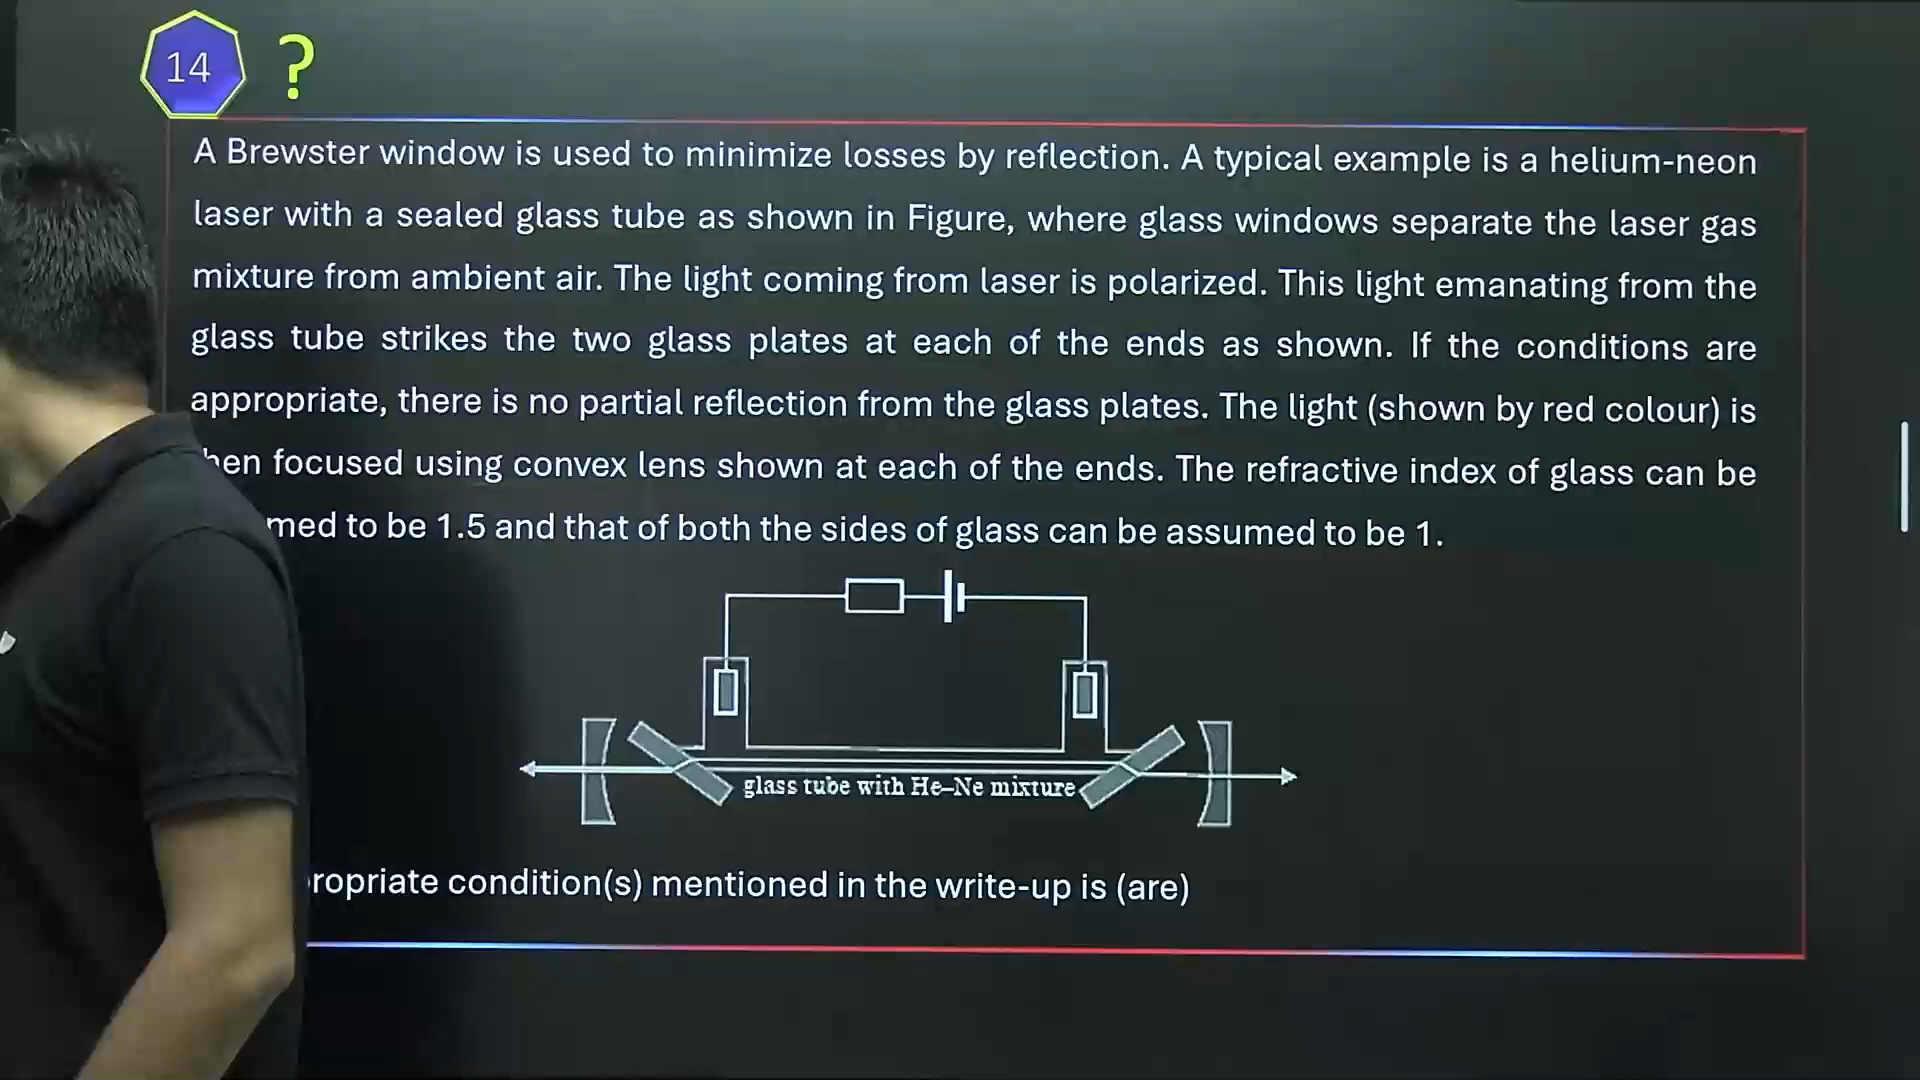 14 ?
A Brewster window is used to minimize losses by reflection. A typical example is a helium-neon
laser with a sealed glass tube as shown in Figure, where glass windows separate the laser gas
mixture from ambient air. The light coming from laser is polarized. This light emanating from the
glass tube strikes the two glass plates at each of the ends as shown. If the conditions are
appropriate, there is no partial reflection from the glass plates. The light (shown by red colour) is
hen focused using convex lens shown at each of the ends. The refractive index of glass can be
med to be 1.5 and that of both the sides of glass can be assumed to be 1.
glass tube with He–Ne mixture
ropriate condition(s) mentioned in the write-up is (are)